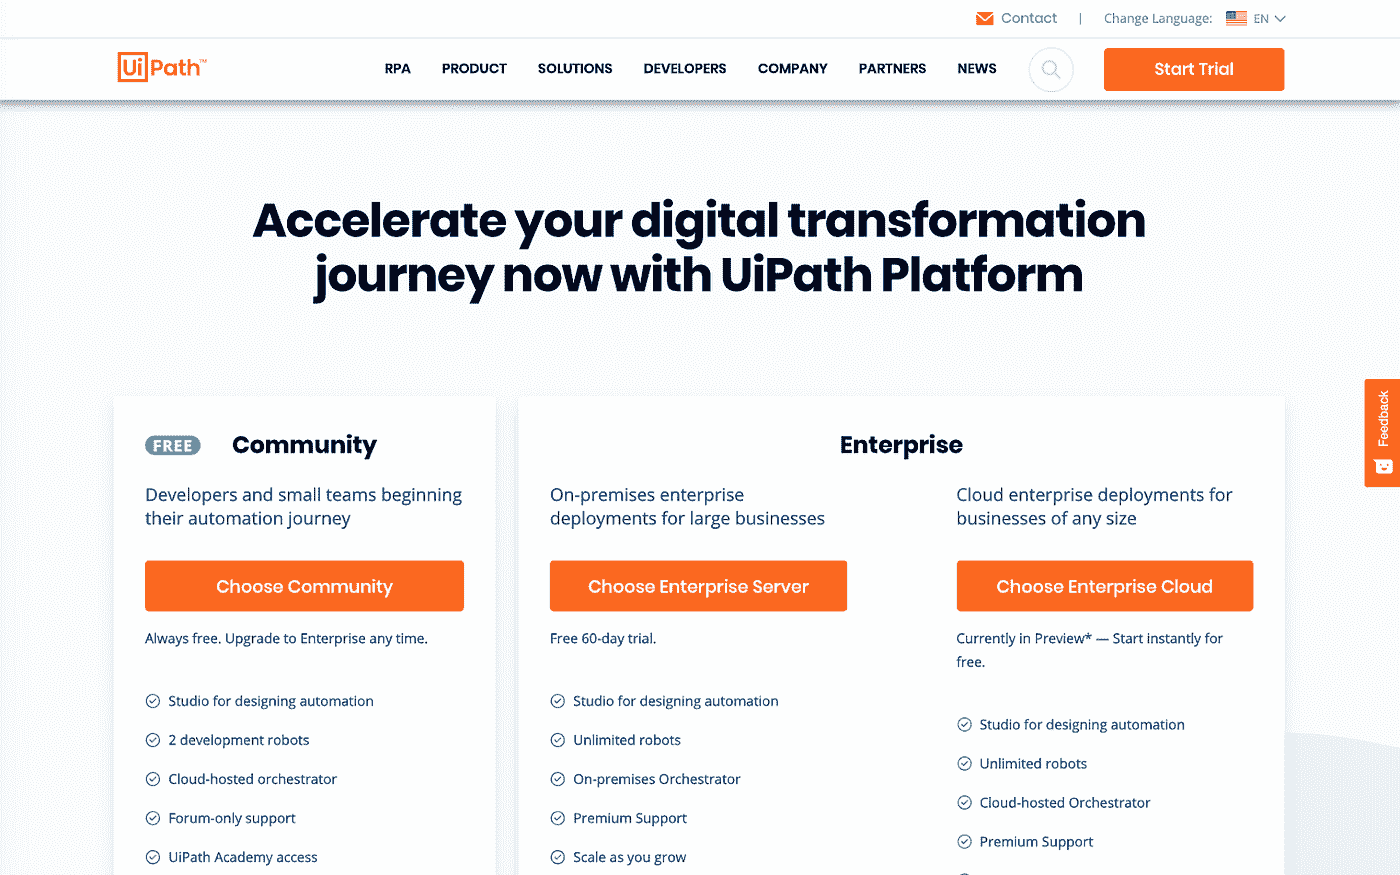 Contact | Change Language: EN
UiPath™ RPA PRODUCT SOLUTIONS DEVELOPERS COMPANY PARTNERS NEWS Start Trial
Accelerate your digital transformation
journey now with UiPath Platform
Feedback
FREE Community
Developers and small teams beginning
their automation journey
Choose Community
Always free. Upgrade to Enterprise any time.
Studio for designing automation
2 development robots
Cloud-hosted orchestrator
Forum-only support
UiPath Academy access
Enterprise
On-premises enterprise
deployments for large businesses
Choose Enterprise Server
Free 60-day trial.
Studio for designing automation
Unlimited robots
On-premises Orchestrator
Premium Support
Scale as you grow
Cloud enterprise deployments for
businesses of any size
Choose Enterprise Cloud
Currently in Preview* — Start instantly for
free.
Studio for designing automation
Unlimited robots
Cloud-hosted Orchestrator
Premium Support